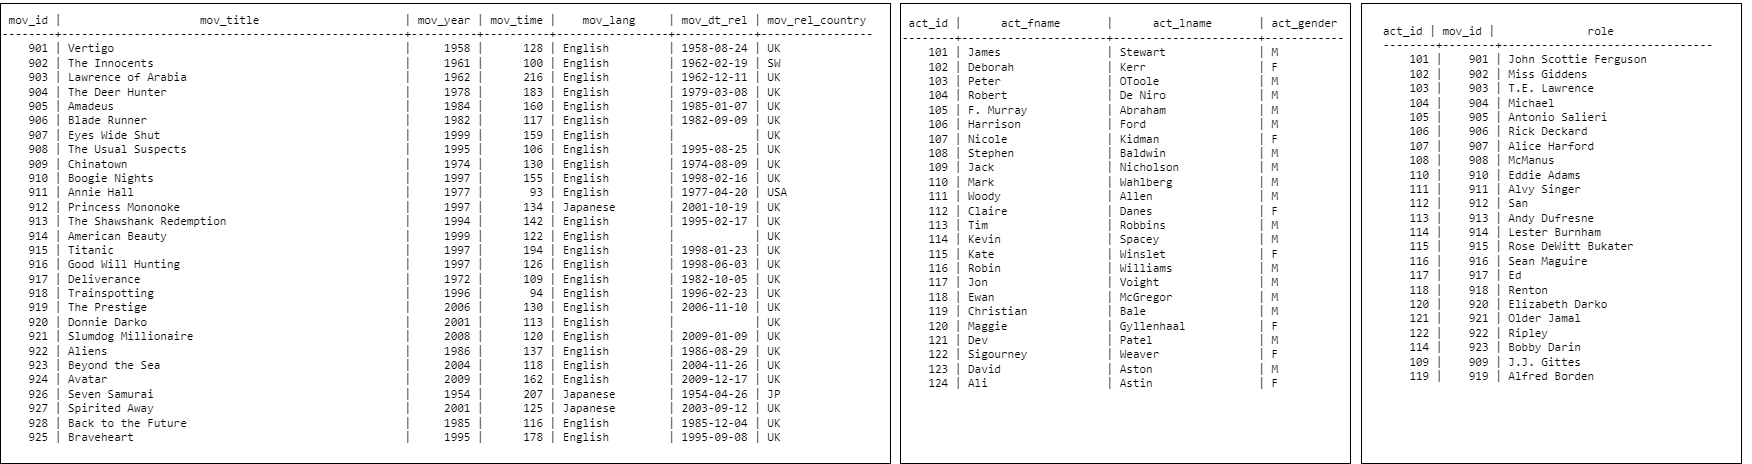 mov_id | mov_title | mov_year | mov_time | mov_lang | mov_dt_rel | mov_rel_country
901 | Vertigo | 1958 | 128 | English | 1958-08-24 | UK
902 | The Innocents | 1961 | 100 | English | 1962-02-19 | SW
903 | Lawrence of Arabia | 1962 | 216 | English | 1962-12-11 | UK
904 | The Deer Hunter | 1978 | 183 | English | 1979-03-08 | UK
905 | Amadeus | 1984 | 160 | English | 1985-01-07 | UK
906 | Blade Runner | 1982 | 117 | English | 1982-09-09 | UK
907 | Eyes Wide Shut | 1999 | 159 | English | | UK
908 | The Usual Suspects | 1995 | 106 | English | 1995-08-25 | UK
909 | Chinatown | 1974 | 130 | English | 1974-08-09 | UK
910 | Boogie Nights | 1997 | 155 | English | 1998-02-16 | UK
911 | Annie Hall | 1977 | 93 | English | 1977-04-20 | USA
912 | Princess Mononoke | 1997 | 134 | Japanese | 2001-10-19 | UK
913 | The Shawshank Redemption | 1994 | 142 | English | 1995-02-17 | UK
914 | American Beauty | 1999 | 122 | English | | UK
915 | Titanic | 1997 | 194 | English | 1998-01-23 | UK
916 | Good Will Hunting | 1997 | 126 | English | 1998-06-03 | UK
917 | Deliverance | 1972 | 109 | English | 1982-10-05 | UK
918 | Trainspotting | 1996 | 94 | English | 1996-02-23 | UK
919 | The Prestige | 2006 | 130 | English | 2006-11-10 | UK
920 | Donnie Darko | 2001 | 113 | English | | UK
921 | Slumdog Millionaire | 2008 | 120 | English | 2009-01-09 | UK
922 | Aliens | 1986 | 137 | English | 1986-08-29 | UK
923 | Beyond the Sea | 2004 | 118 | English | 2004-11-26 | UK
924 | Avatar | 2009 | 162 | English | 2009-12-17 | UK
926 | Seven Samurai | 1954 | 207 | Japanese | 1954-04-26 | JP
927 | Spirited Away | 2001 | 125 | Japanese | 2003-09-12 | UK
928 | Back to the Future | 1985 | 116 | English | 1985-12-04 | UK
925 | Braveheart | 1995 | 178 | English | 1995-09-08 | UK
act_id | act_fname | act_lname | act_gender
101 | James | Stewart | M
102 | Deborah | Kerr | F
103 | Peter | OToole | M
104 | Robert | De Niro | M
105 | F. Murray | Abraham | M
106 | Harrison | Ford | M
107 | Nicole | Kidman | F
108 | Stephen | Baldwin | M
109 | Jack | Nicholson | M
110 | Mark | Wahlberg | M
111 | Woody | Allen | M
112 | Claire | Danes | F
113 | Tim | Robbins | M
114 | Kevin | Spacey | M
115 | Kate | Winslet | F
116 | Robin | Williams | M
117 | Jon | Voight | M
118 | Ewan | McGregor | M
119 | Christian | Bale | M
120 | Maggie | Gyllenhaal | F
121 | Dev | Patel | M
122 | Sigourney | Weaver | F
123 | David | Aston | M
124 | Ali | Astin | F
act_id | mov_id | role
101 | 901 | John Scottie Ferguson
102 | 902 | Miss Giddens
103 | 903 | T.E. Lawrence
104 | 904 | Michael
105 | 905 | Antonio Salieri
106 | 906 | Rick Deckard
107 | 907 | Alice Harford
108 | 908 | McManus
110 | 910 | Eddie Adams
111 | 911 | Alvy Singer
112 | 912 | San
113 | 913 | Andy Dufresne
114 | 914 | Lester Burnham
115 | 915 | Rose DeWitt Bukater
116 | 916 | Sean Maguire
117 | 917 | Ed
118 | 918 | Renton
120 | 920 | Elizabeth Darko
121 | 921 | Older Jamal
122 | 922 | Ripley
114 | 923 | Bobby Darin
109 | 909 | J.J. Gittes
119 | 919 | Alfred Borden